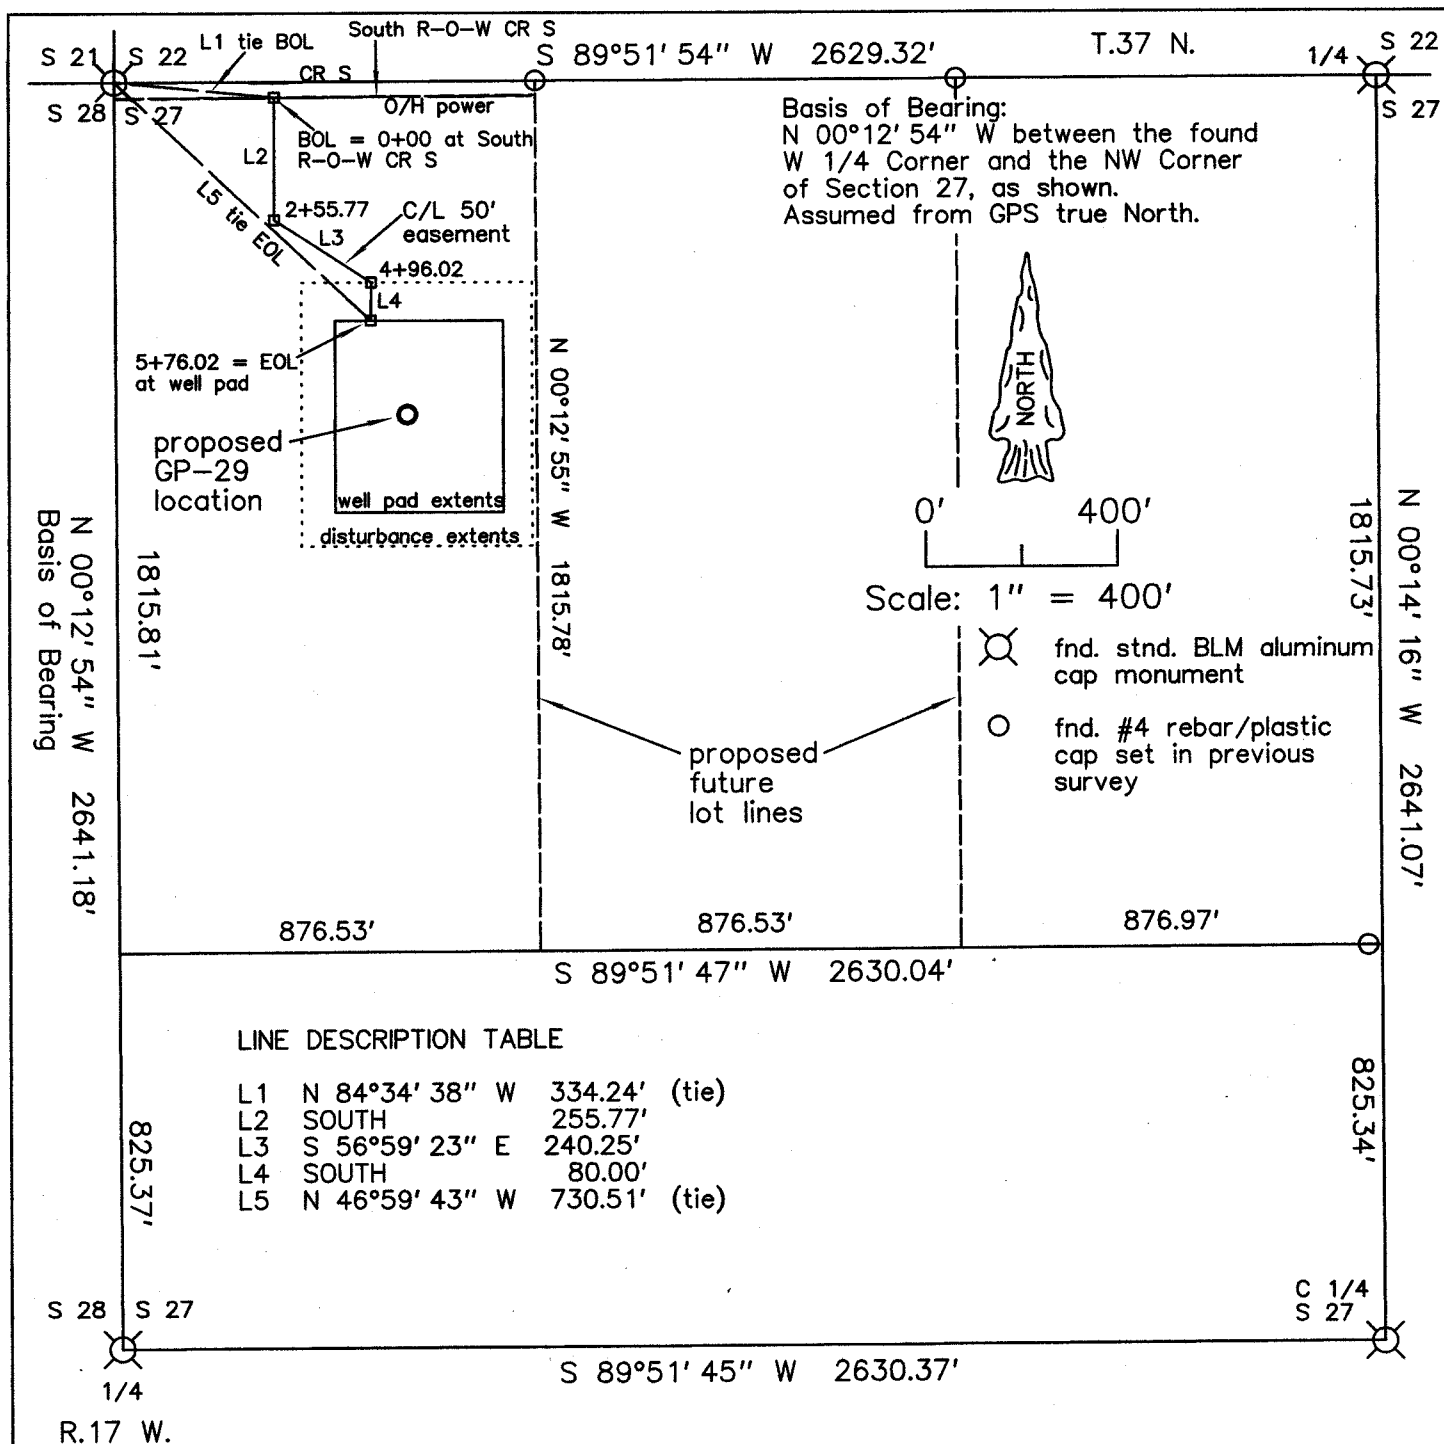 South R-O-W CR S
L1 tie BOL
S 21
S 22
S 89°51'54" W 2629.32'
T.37 N.
1/4
S 22
CR S
S 28
S 27
O/H power
S 27
BOL = 0+00 at South
R-O-W CR S
L2
Basis of Bearing:
N 00°12'54" W between the found
W 1/4 Corner and the NW Corner
of Section 27, as shown.
Assumed from GPS true North.
L5 tie EOL
2+55.77
L3
C/L 50'
easement
4+96.02
L4
5+76.02 = EOL
at well pad
proposed
GP-29
location
well pad extents
disturbance extents
N 00°12'55" W 1815.78'
NORTH
0' 400'
Scale: 1" = 400'
fnd. stnd. BLM aluminum
cap monument
fnd. #4 rebar/plastic
cap set in previous
survey
N 00°12'54" W 2641.18'
Basis of Bearing
1815.81'
1815.73'
N 00°14'16" W 2641.07'
proposed
future
lot lines
876.53'
876.53'
876.97'
S 89°51'47" W 2630.04'
LINE DESCRIPTION TABLE
L1 N 84°34'38" W 334.24' (tie)
L2 SOUTH 255.77'
L3 S 56°59'23" E 240.25'
L4 SOUTH 80.00'
L5 N 46°59'43" W 730.51' (tie)
825.37'
825.34'
S 28
S 27
C 1/4
S 27
S 89°51'45" W 2630.37'
1/4
R.17 W.